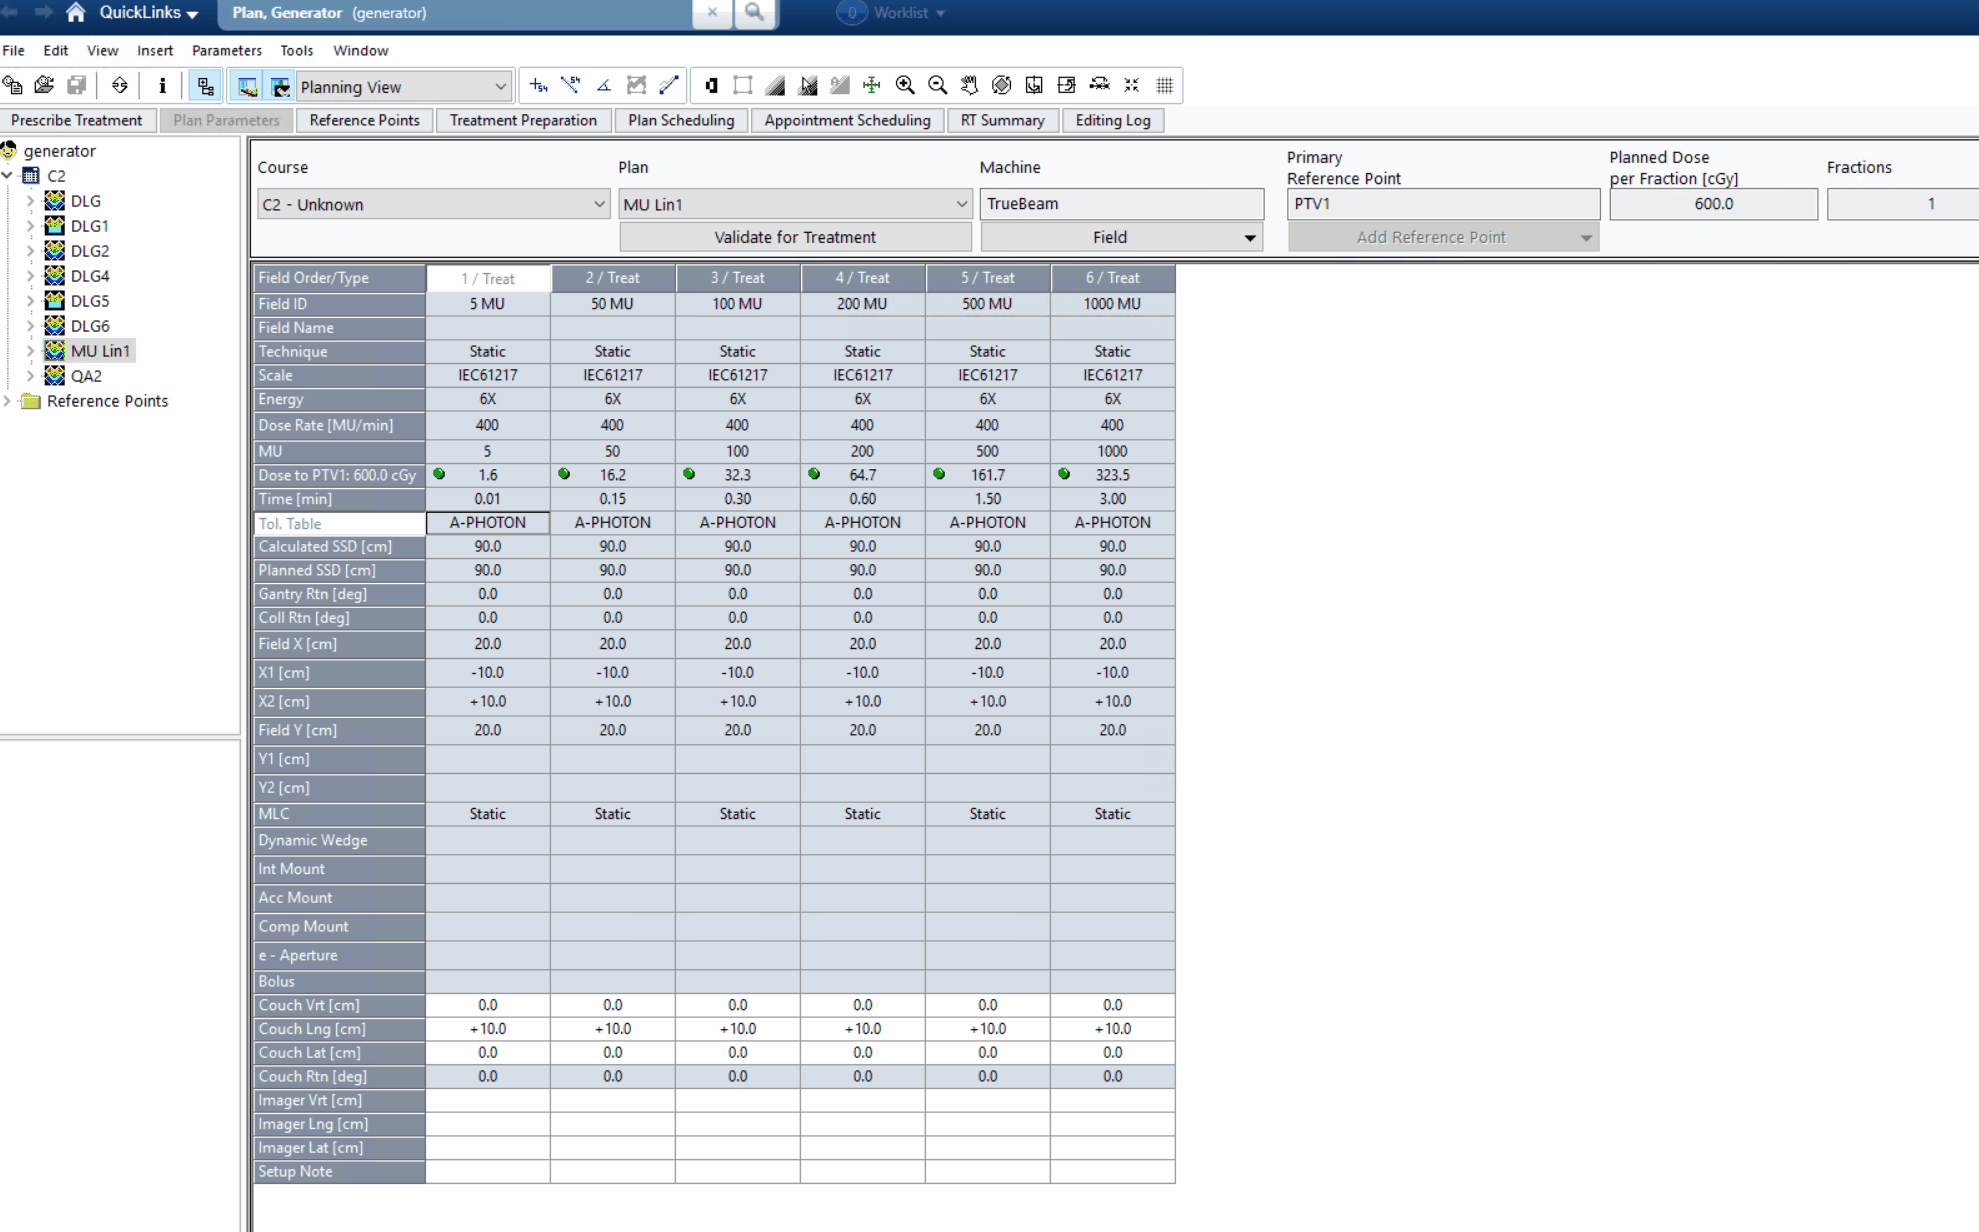 QuickLinks
Plan, Generator (generator)
0 Worklist
File Edit View Insert Parameters Tools Window
Planning View
Prescribe Treatment Plan Parameters Reference Points Treatment Preparation Plan Scheduling Appointment Scheduling RT Summary Editing Log
generator
C2
DLG
DLG1
DLG2
DLG4
DLG5
DLG6
MU Lin1
QA2
Reference Points
Course Plan Machine Primary Reference Point Planned Dose per Fraction [cGy] Fractions
C2 - Unknown MU Lin1 TrueBeam PTV1 600.0 1
Validate for Treatment Field Add Reference Point
Field Order/Type 1 / Treat 2 / Treat 3 / Treat 4 / Treat 5 / Treat 6 / Treat
Field ID 5 MU 50 MU 100 MU 200 MU 500 MU 1000 MU
Field Name
Technique Static Static Static Static Static Static
Scale IEC61217 IEC61217 IEC61217 IEC61217 IEC61217 IEC61217
Energy 6X 6X 6X 6X 6X 6X
Dose Rate [MU/min] 400 400 400 400 400 400
MU 5 50 100 200 500 1000
Dose to PTV1: 600.0 cGy 1.6 16.2 32.3 64.7 161.7 323.5
Time [min] 0.01 0.15 0.30 0.60 1.50 3.00
Tol. Table A-PHOTON A-PHOTON A-PHOTON A-PHOTON A-PHOTON A-PHOTON
Calculated SSD [cm] 90.0 90.0 90.0 90.0 90.0 90.0
Planned SSD [cm] 90.0 90.0 90.0 90.0 90.0 90.0
Gantry Rtn [deg] 0.0 0.0 0.0 0.0 0.0 0.0
Coll Rtn [deg] 0.0 0.0 0.0 0.0 0.0 0.0
Field X [cm] 20.0 20.0 20.0 20.0 20.0 20.0
X1 [cm] -10.0 -10.0 -10.0 -10.0 -10.0 -10.0
X2 [cm] +10.0 +10.0 +10.0 +10.0 +10.0 +10.0
Field Y [cm] 20.0 20.0 20.0 20.0 20.0 20.0
Y1 [cm]
Y2 [cm]
MLC Static Static Static Static Static Static
Dynamic Wedge
Int Mount
Acc Mount
Comp Mount
e - Aperture
Bolus
Couch Vrt [cm] 0.0 0.0 0.0 0.0 0.0 0.0
Couch Lng [cm] +10.0 +10.0 +10.0 +10.0 +10.0 +10.0
Couch Lat [cm] 0.0 0.0 0.0 0.0 0.0 0.0
Couch Rtn [deg] 0.0 0.0 0.0 0.0 0.0 0.0
Imager Vrt [cm]
Imager Lng [cm]
Imager Lat [cm]
Setup Note